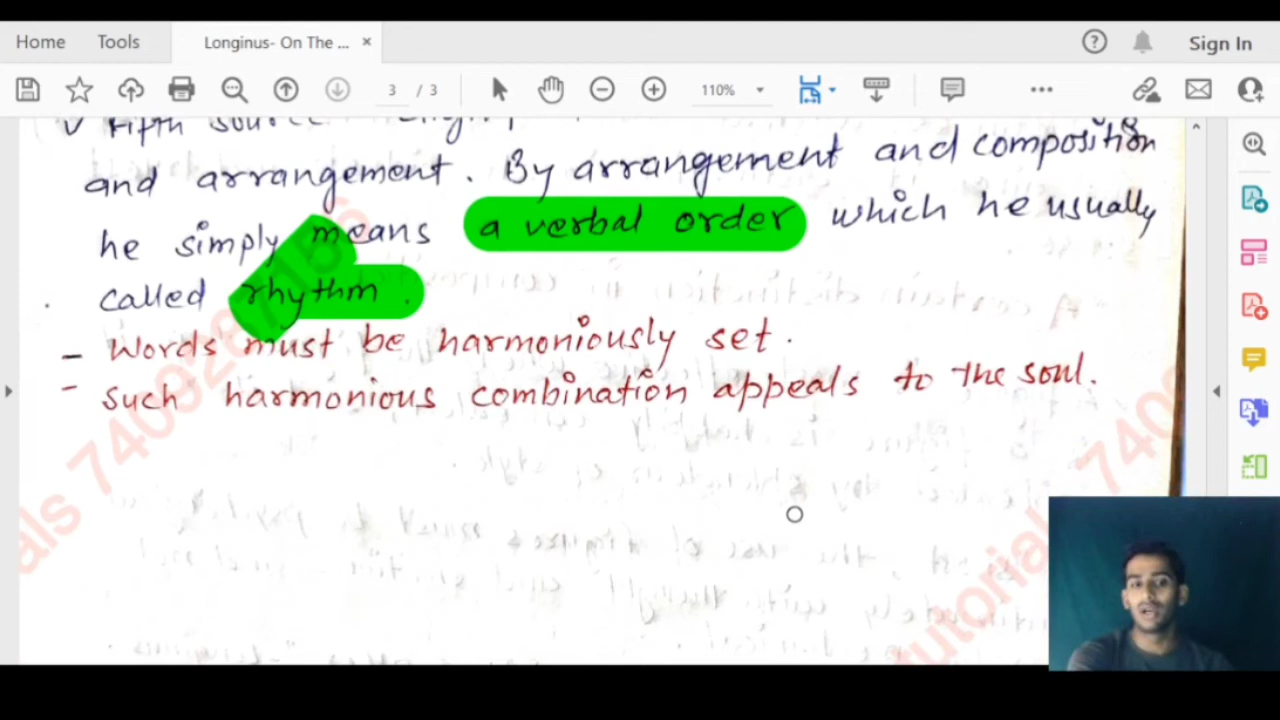 Home Tools Longinus- On The ... × Sign In
3 / 3 110%
and arrangement. By arrangement and composition
he simply means a verbal order which he usually
called rhythm.
- Words must be harmoniously set.
- Such harmonious combination appeals to the soul.